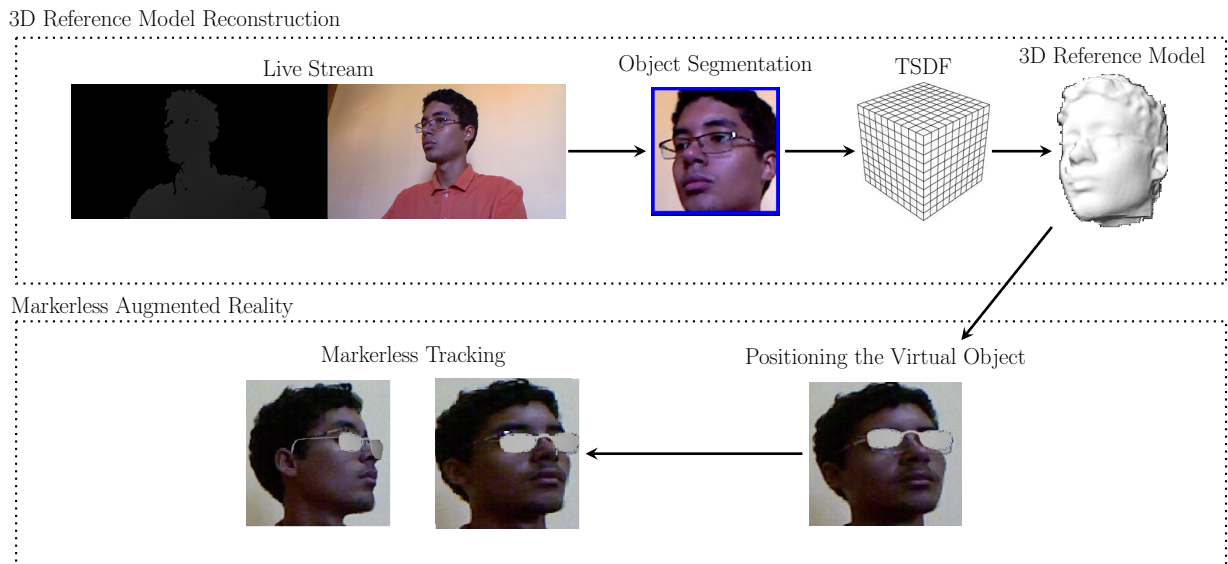 3D Reference Model Reconstruction
Live Stream
Object Segmentation
TSDF
3D Reference Model
Markerless Augmented Reality
Markerless Tracking
Positioning the Virtual Object